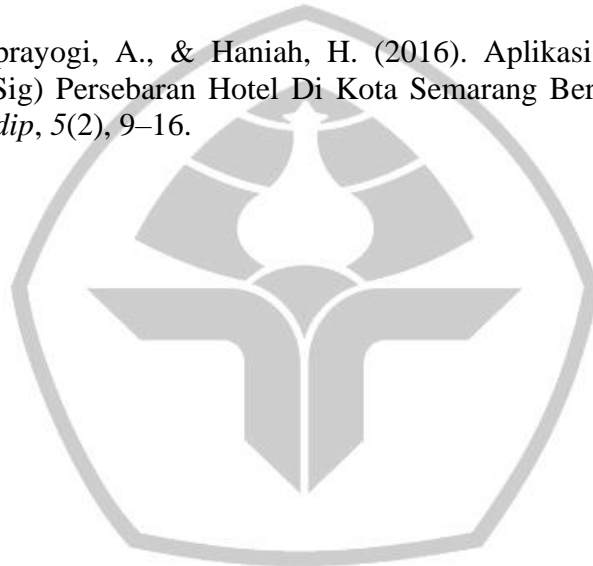 prayogi, A., & Haniah, H. (2016). Aplikasi
Sig) Persebaran Hotel Di Kota Semarang Ber
dip, 5(2), 9–16.